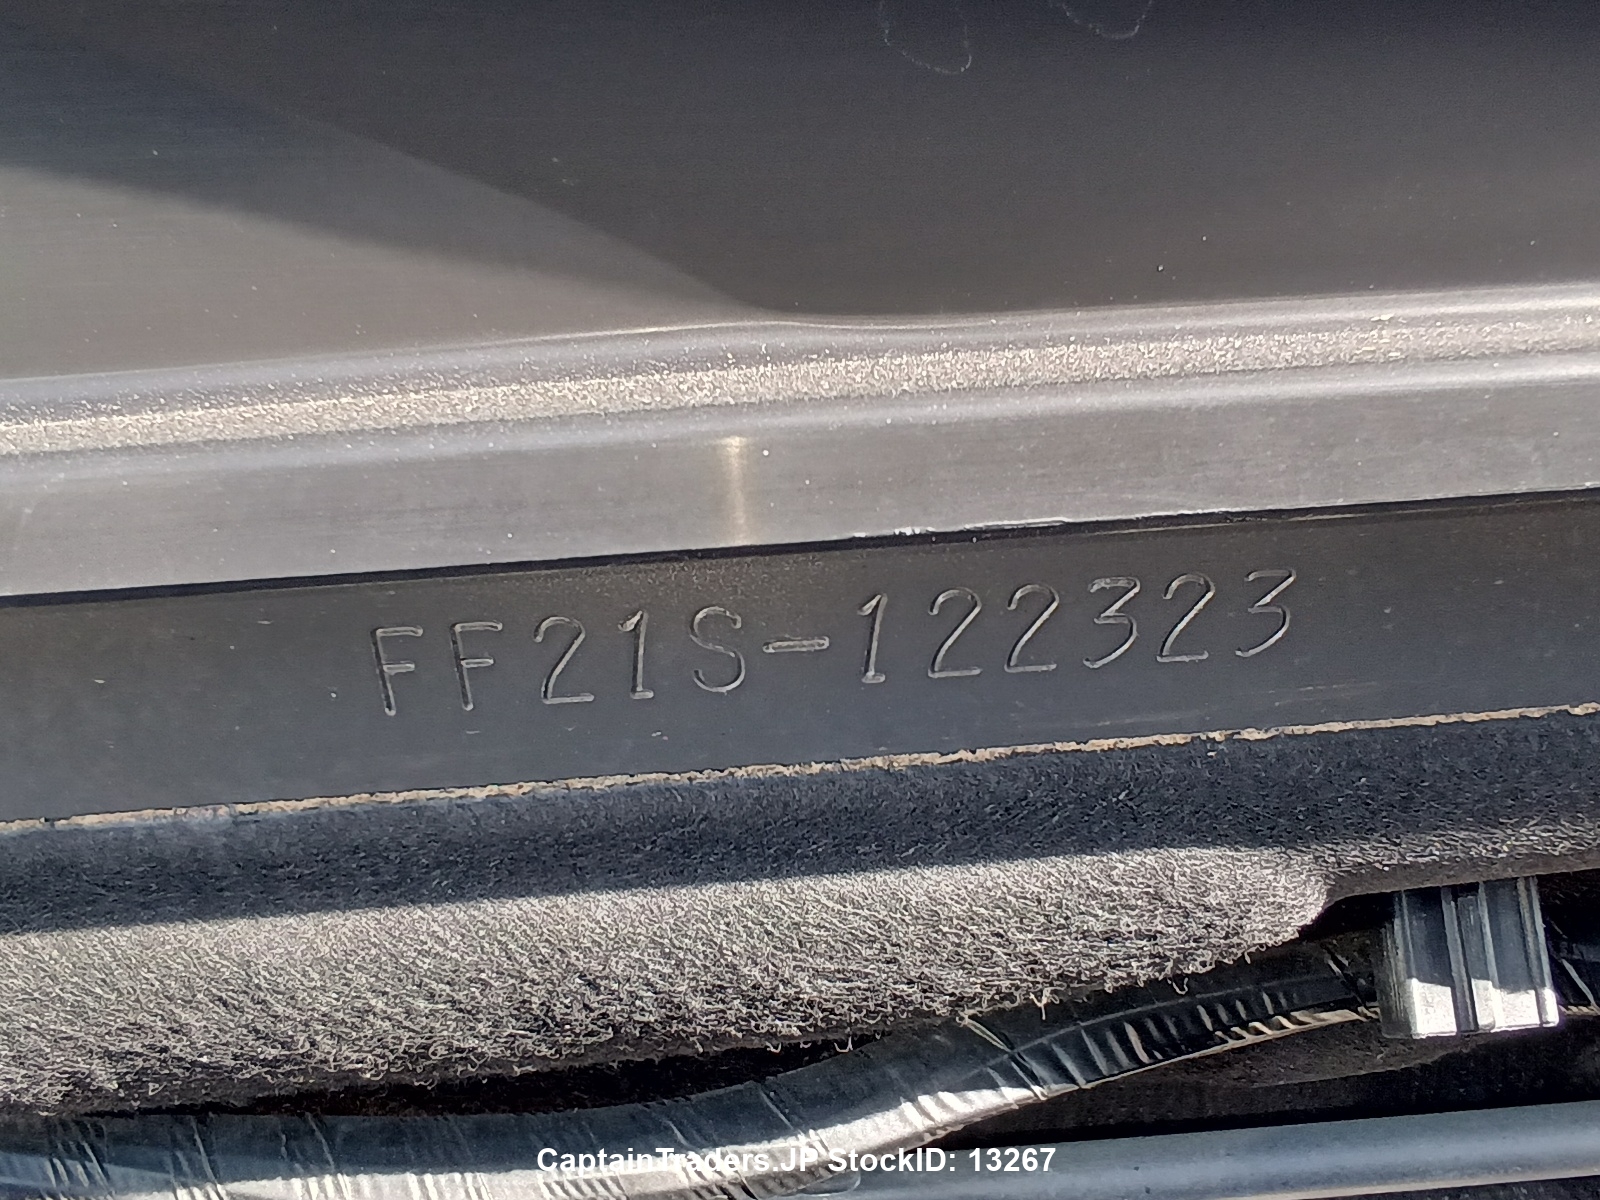 FF21S-122323
CaptainTraders.JP StockID: 13267